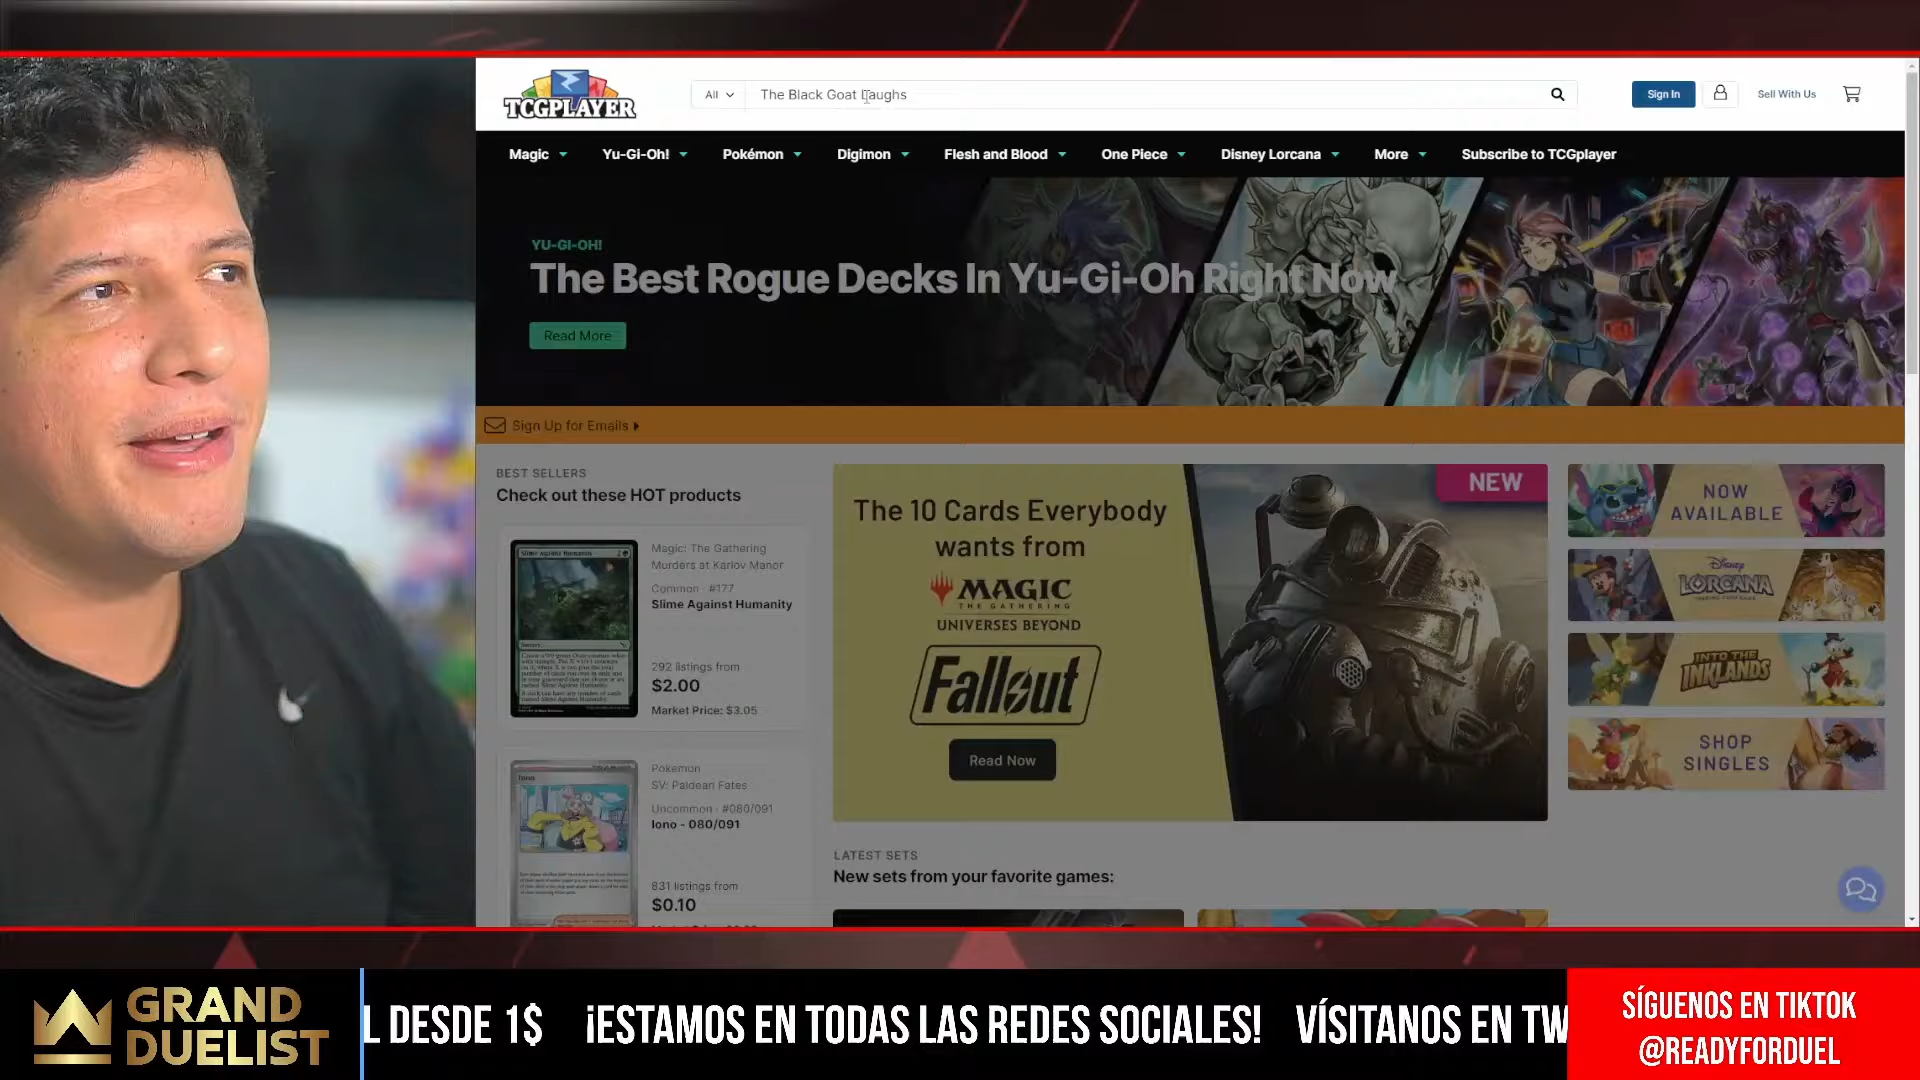 TCGPLAYER
All
The Black Goat Laughs
Sign In
Sell With Us
Magic
Yu-Gi-Oh!
Pokémon
Digimon
Flesh and Blood
One Piece
Disney Lorcana
More
Subscribe to TCGplayer
YU-GI-OH!
The Best Rogue Decks In Yu-Gi-Oh Right Now
Read More
Sign Up for Emails
BEST SELLERS
Check out these HOT products
Slime Against Humanity
Magic: The Gathering
Murders at Karlov Manor
Common · #177
Slime Against Humanity
292 listings from
$2.00
Market Price: $3.05
Iono
Pokemon
SV: Paldean Fates
Uncommon · #080/091
Iono - 080/091
831 listings from
$0.10
The 10 Cards Everybody
wants from
MAGIC
THE GATHERING
UNIVERSES BEYOND
Fallout
Read Now
NEW
LATEST SETS
New sets from your favorite games:
NOW
AVAILABLE
Disney
LORCANA
INTO THE
INKLANDS
SHOP
SINGLES
GRAND
DUELIST
L DESDE 1$ ¡ESTAMOS EN TODAS LAS REDES SOCIALES! VÍSITANOS EN TW
SÍGUENOS EN TIKTOK
@READYFORDUEL